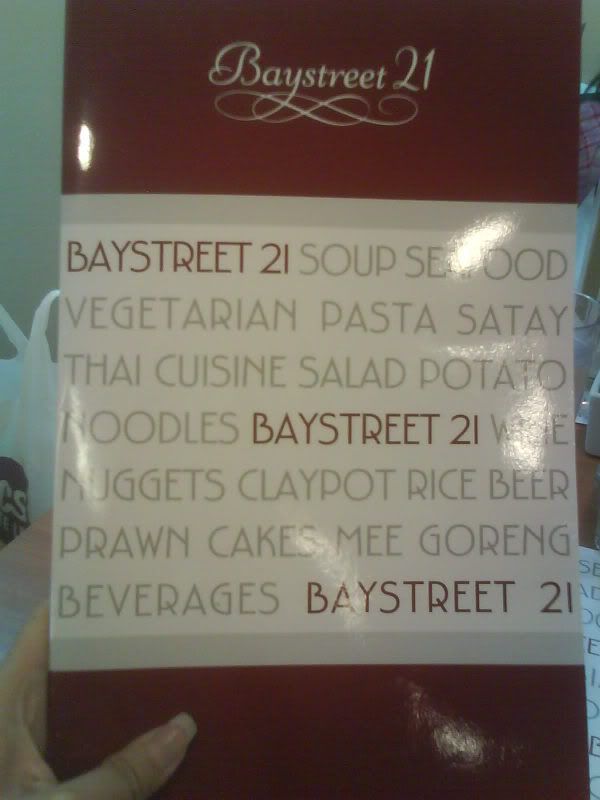 Baystreet 21
BAYSTREET 21 SOUP SEAFOOD
VEGETARIAN PASTA SATAY
THAI CUISINE SALAD POTATO
NOODLES BAYSTREET 21 WINE
NUGGETS CLAYPOT RICE BEER
PRAWN CAKES MEE GORENG
BEVERAGES BAYSTREET 21